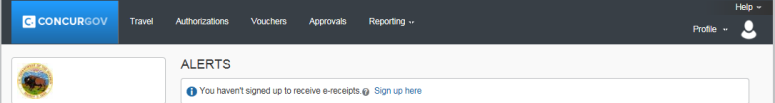 Help
C CONCURGOV Travel Authorizations Vouchers Approvals Reporting
Profile
ALERTS
You haven't signed up to receive e-receipts. Sign up here